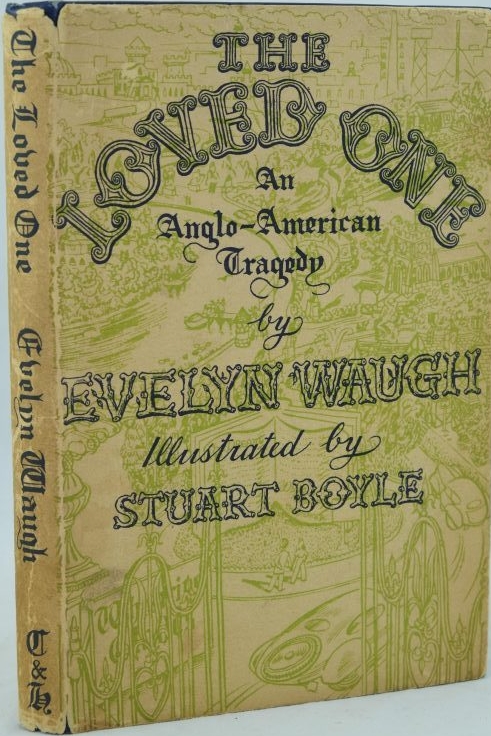 THE
LOVED ONE
An
Anglo-American
Tragedy
by
EVELYN WAUGH
Illustrated by
STUART BOYLE
The Loved One
Evelyn Waugh
C & H